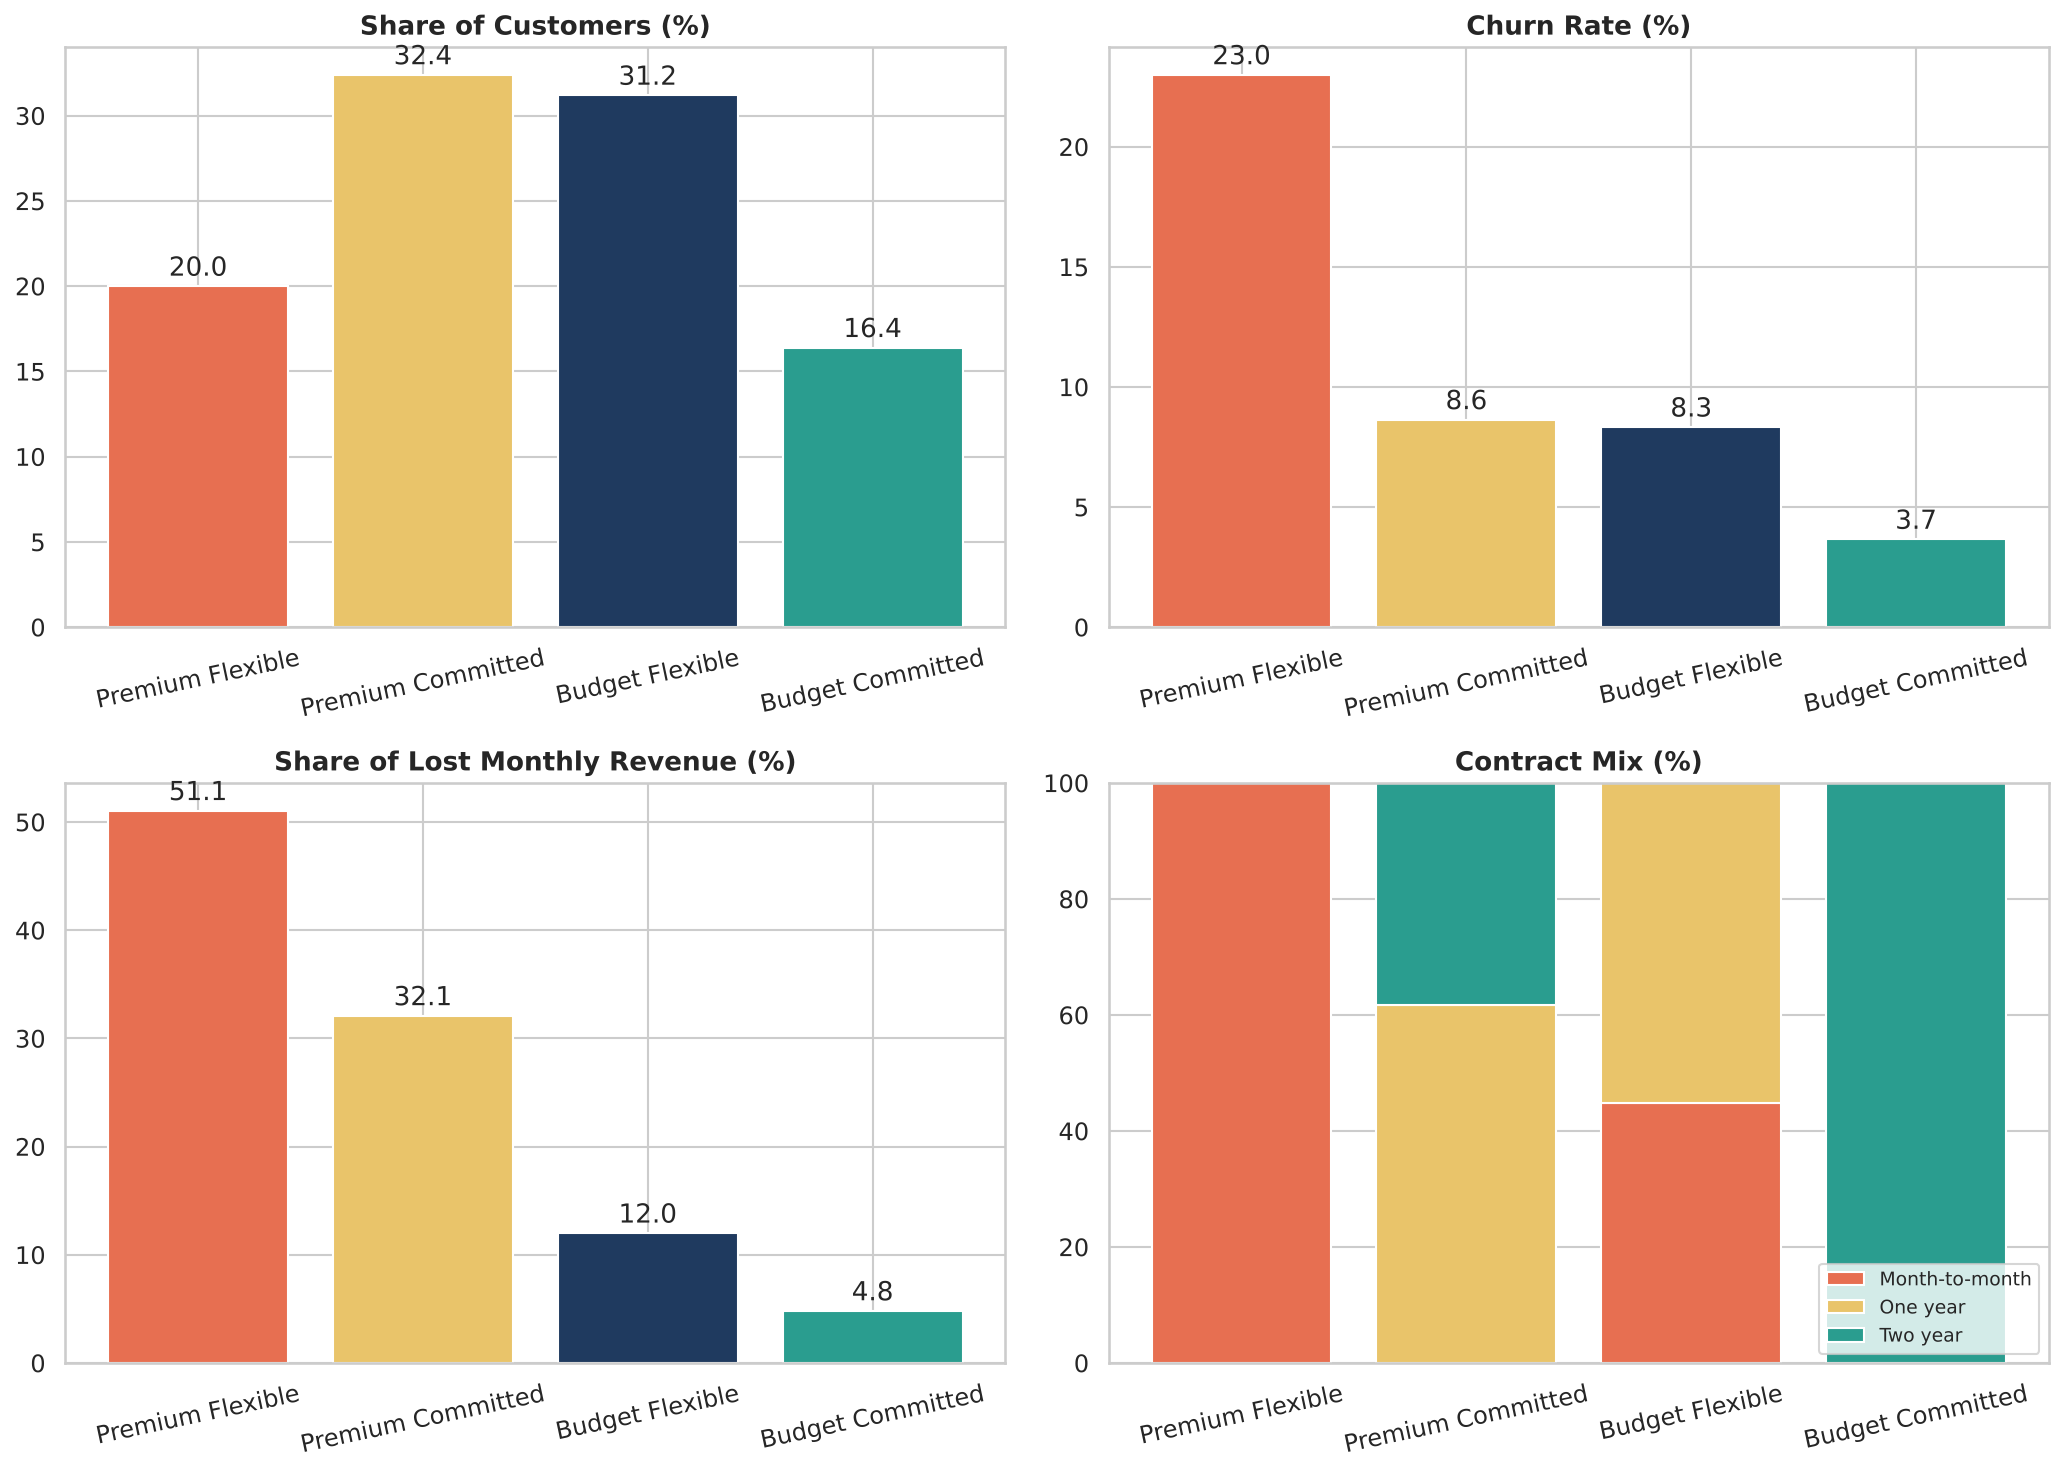 Share of Customers (%)
32.4
31.2
20.0
16.4
30
25
20
15
10
5
0
Premium Flexible
Premium Committed
Budget Flexible
Budget Committed
Churn Rate (%)
23.0
8.6
8.3
3.7
20
15
10
5
0
Premium Flexible
Premium Committed
Budget Flexible
Budget Committed
Share of Lost Monthly Revenue (%)
51.1
32.1
12.0
4.8
50
40
30
20
10
0
Premium Flexible
Premium Committed
Budget Flexible
Budget Committed
Contract Mix (%)
100
80
60
40
20
0
Month-to-month
One year
Two year
Premium Flexible
Premium Committed
Budget Flexible
Budget Committed